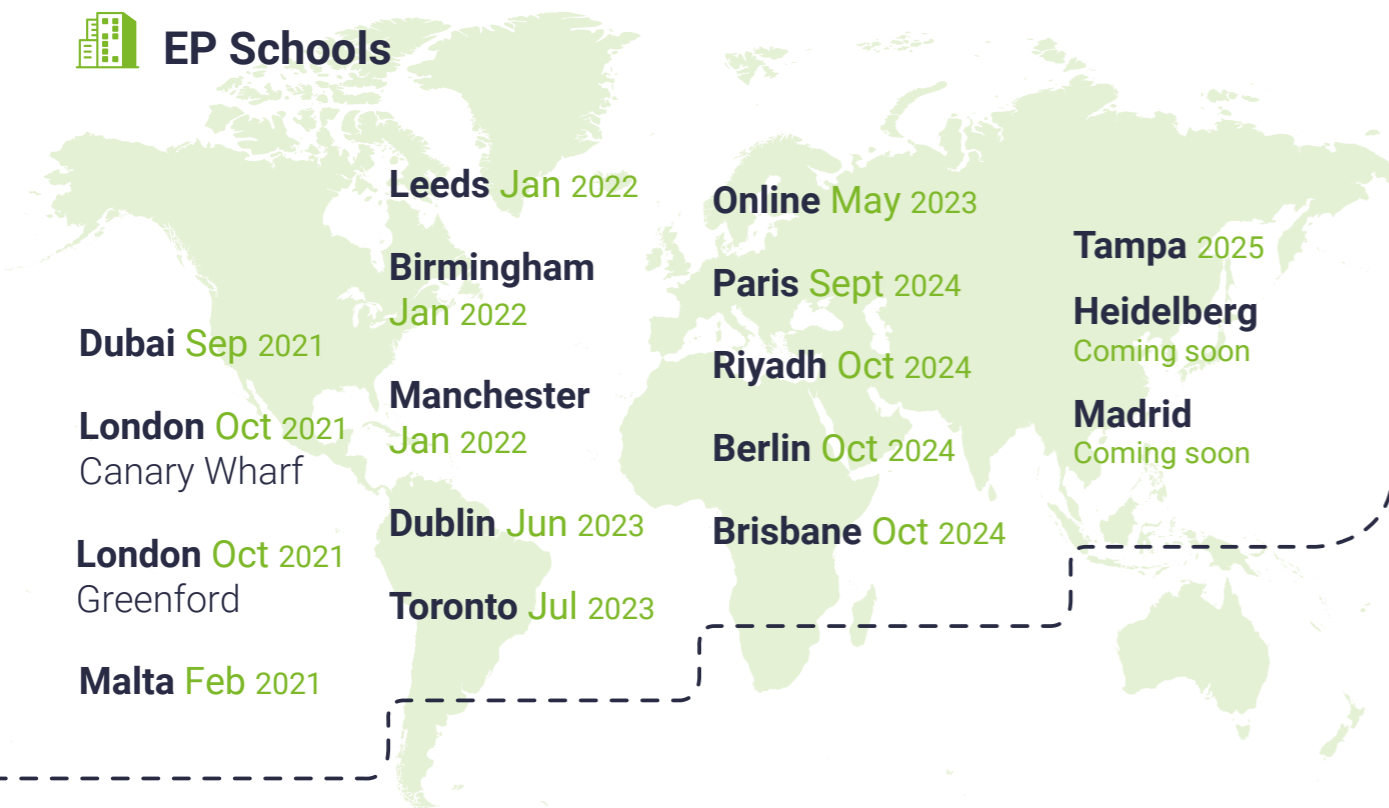 EP Schools
Dubai Sep 2021
London Oct 2021
Canary Wharf
London Oct 2021
Greenford
Malta Feb 2021
Leeds Jan 2022
Birmingham
Jan 2022
Manchester
Jan 2022
Dublin Jun 2023
Toronto Jul 2023
Online May 2023
Paris Sept 2024
Riyadh Oct 2024
Berlin Oct 2024
Brisbane Oct 2024
Tampa 2025
Heidelberg
Coming soon
Madrid
Coming soon